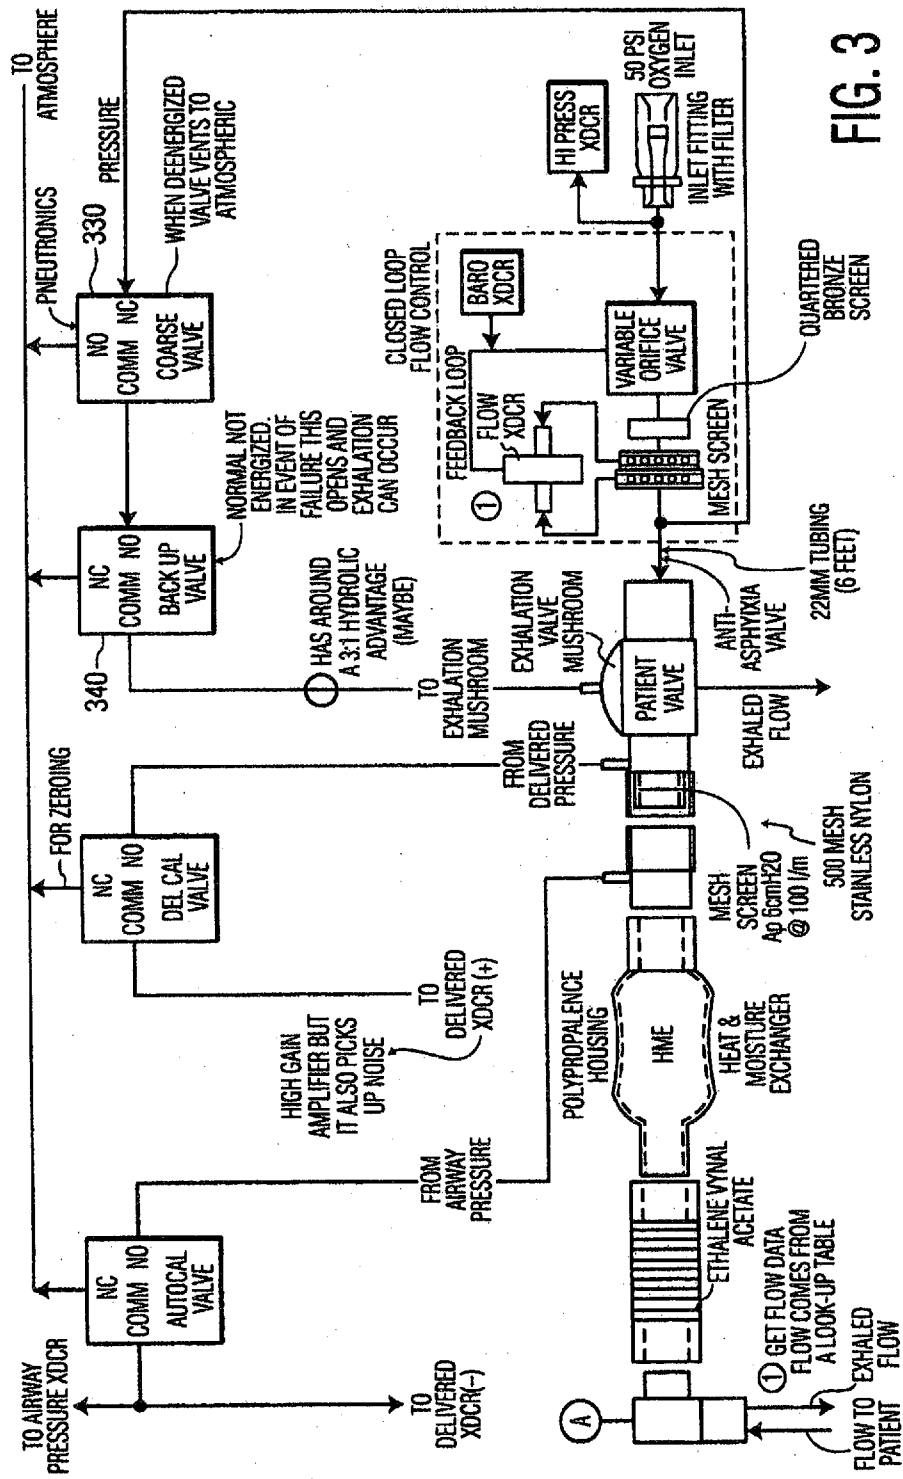 TO
ATMOSPHERE
PNEUTRONICS
330
PRESSURE
WHEN DEENERGIZED
VALVE VENTS TO
ATMOSPHERIC
NO
COMM NC
COARSE
VALVE
NC
COMM NO
BACK UP
VALVE
340
NORMAL NOT
ENERGIZED.
IN EVENT OF
FAILURE THIS
OPENS AND
EXHALATION
CAN OCCUR
HAS AROUND
A 3:1 HYDROLIC
ADVANTAGE
(MAYBE)
TO
EXHALATION
MUSHROOM
FOR ZEROING
NC
COMM NO
DEL CAL
VALVE
FROM
DELIVERED
PRESSURE
TO
DELIVERED
XDCR (+)
HIGH GAIN
AMPLIFIER BUT
IT ALSO PICKS
UP NOISE
NC
COMM NO
AUTOCAL
VALVE
FROM
AIRWAY
PRESSURE
TO AIRWAY
PRESSURE XDCR
TO
DELIVERED
XDCR(–)
CLOSED LOOP
FLOW CONTROL
BARO
XDCR
HI PRESS
XDCR
50 PSI
OXYGEN
INLET
INLET FITTING
WITH FILTER
FEEDBACK LOOP
FLOW
XDCR
1
VARIABLE
ORIFICE
VALVE
QUARTERED
BRONZE
SCREEN
MESH SCREEN
22MM TUBING
(6 FEET)
ANTI-
ASPHYIXIA
VALVE
EXHALATION
VALVE
MUSHROOM
PATIENT
VALVE
EXHALED
FLOW
MESH
SCREEN
Ap 6cmH2O
@ 100 l/m
500 MESH
STAINLESS NYLON
POLYPROPALENCE
HOUSING
HME
HEAT &
MOISTURE
EXCHANGER
ETHALENE VYNAL
ACETATE
1 GET FLOW DATA
FLOW COMES FROM
A LOOK-UP TABLE
A
EXHALED
FLOW
FLOW TO
PATIENT
FIG. 3